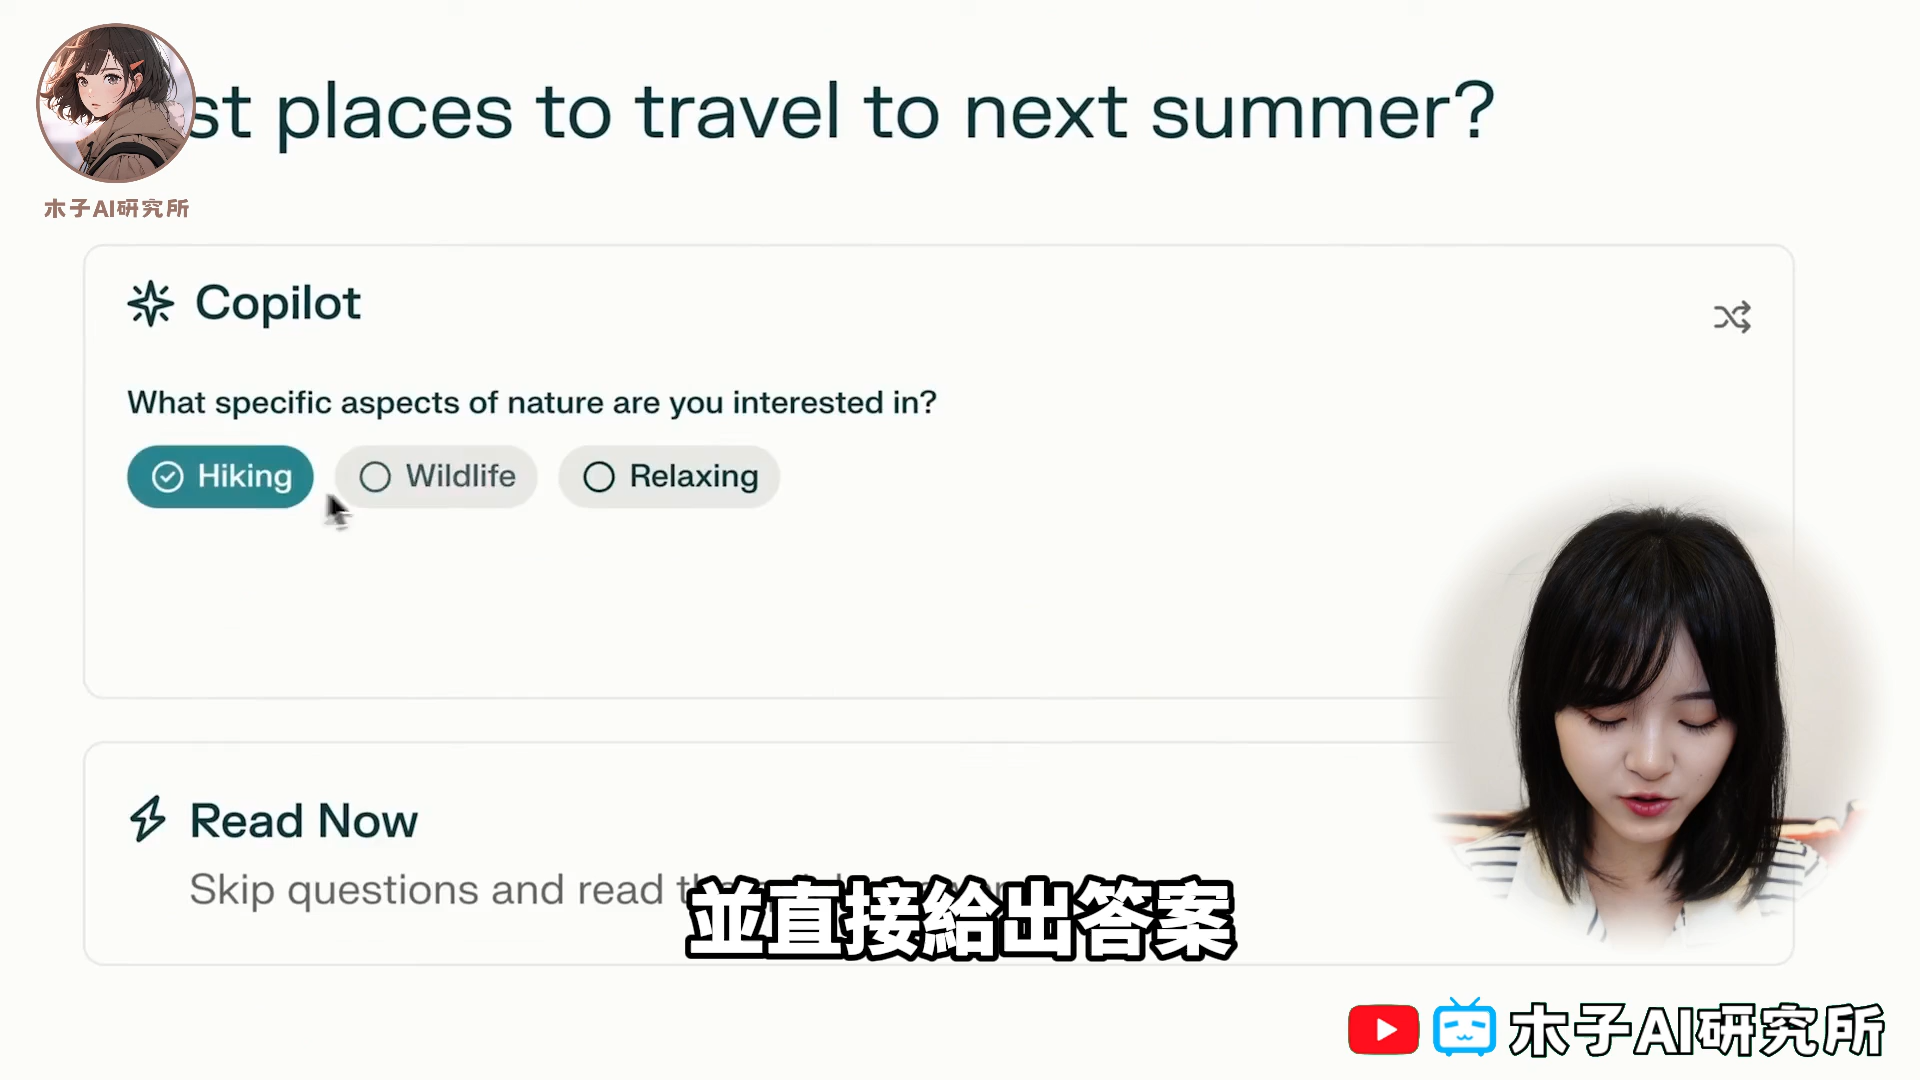 st places to travel to next summer?
木子AI研究所
Copilot
What specific aspects of nature are you interested in?
Hiking
Wildlife
Relaxing
Read Now
Skip questions and read
並直接給出答案
木子AI研究所